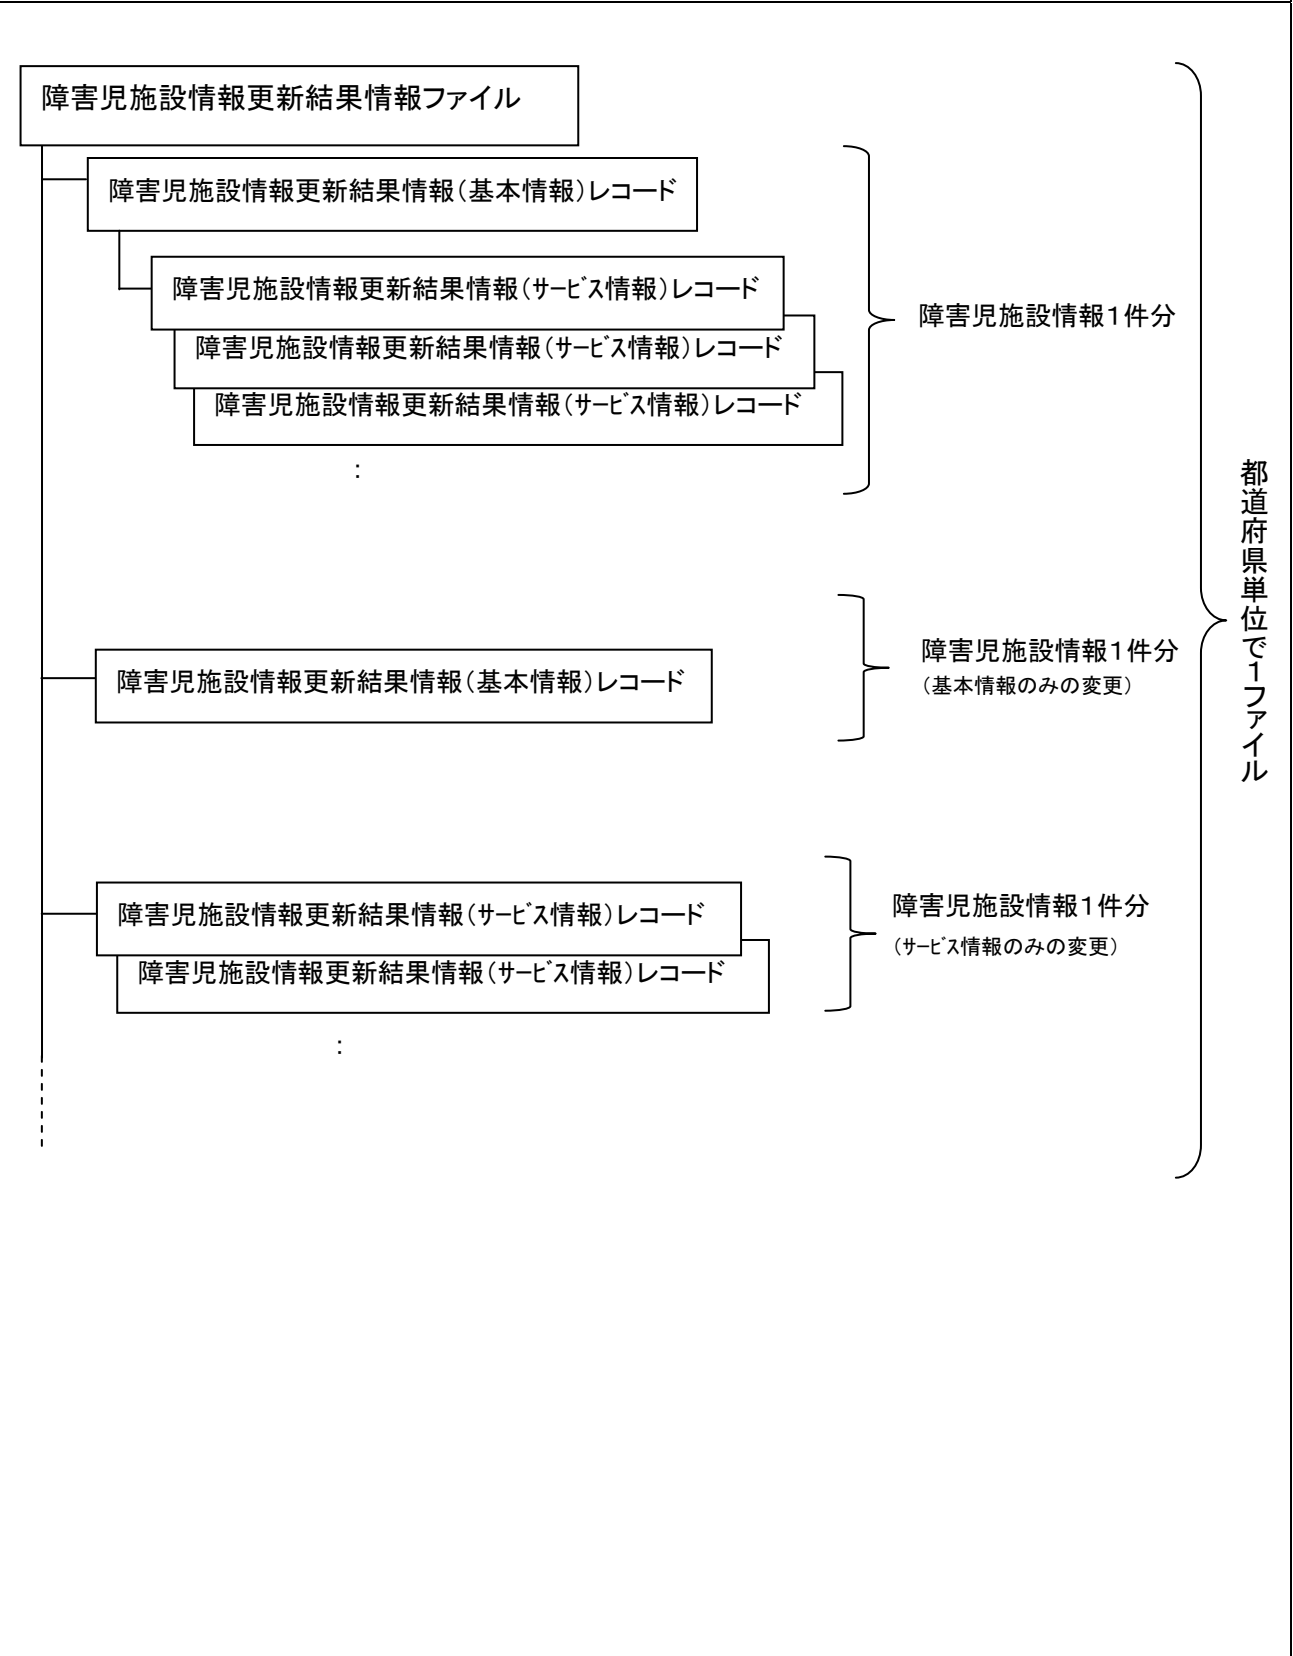 障害児施設情報更新結果情報ファイル
障害児施設情報更新結果情報（基本情報）レコード
障害児施設情報更新結果情報（ｻｰﾋﾞｽ情報）レコード
障害児施設情報更新結果情報（ｻｰﾋﾞｽ情報）レコード
障害児施設情報更新結果情報（ｻｰﾋﾞｽ情報）レコード
：
障害児施設情報１件分
障害児施設情報更新結果情報（基本情報）レコード
障害児施設情報１件分
（基本情報のみの変更）
障害児施設情報更新結果情報（ｻｰﾋﾞｽ情報）レコード
障害児施設情報更新結果情報（ｻｰﾋﾞｽ情報）レコード
：
障害児施設情報１件分
（ｻｰﾋﾞｽ情報のみの変更）
都道府県単位で１ファイル